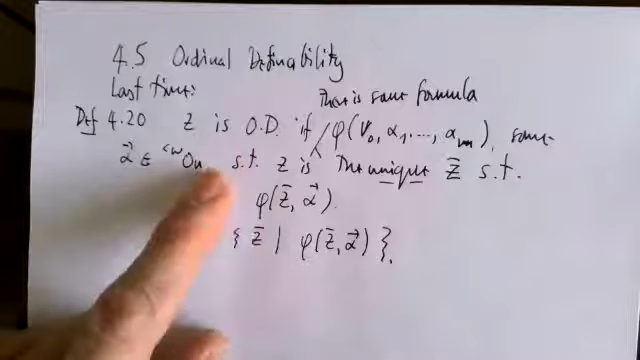 4.5 Ordinal Definability
Last time:
There is some formula
Def 4.20 z is O.D. if φ(v₀, α₁, ..., αₘ), some
α⃗ ∈ <ωOn s.t. z is the unique z̄ s.t.
φ(z̄, α⃗).
{ z̄ | φ(z̄, α⃗) }.